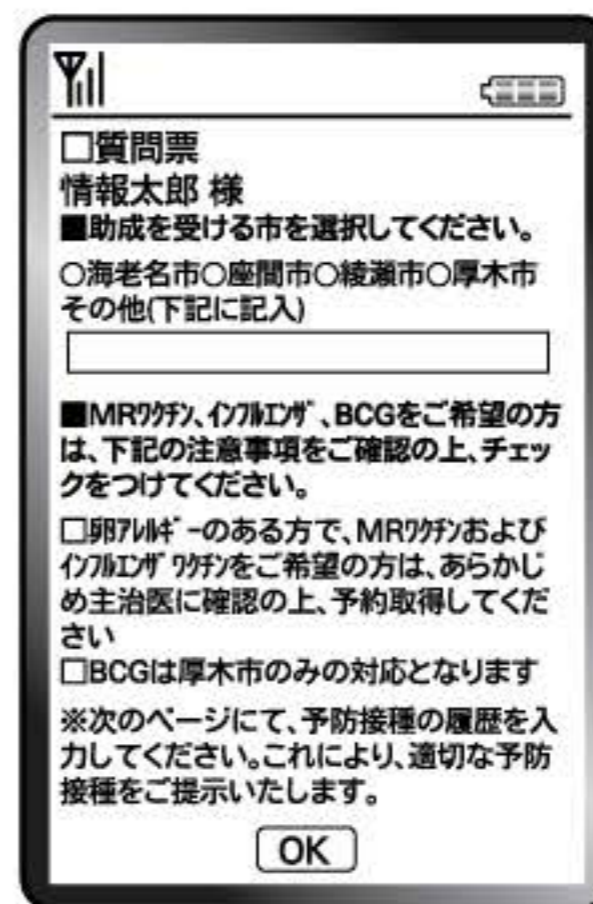 □質問票
情報太郎 様
■助成を受ける市を選択してください。
○海老名市○座間市○綾瀬市○厚木市
その他(下記に記入)
■MRﾜｸﾁﾝ、ｲﾝﾌﾙｴﾝｻﾞ、BCGをご希望の方
は、下記の注意事項をご確認の上、チェッ
クをつけてください。
□卵ｱﾚﾙｷﾞｰのある方で、MRﾜｸﾁﾝおよび
ｲﾝﾌﾙｴﾝｻﾞﾜｸﾁﾝをご希望の方は、あらかじ
め主治医に確認の上、予約取得してくだ
さい
□BCGは厚木市のみの対応となります
※次のページにて、予防接種の履歴を入
力してください。これにより、適切な予防
接種をご提示いたします。
OK